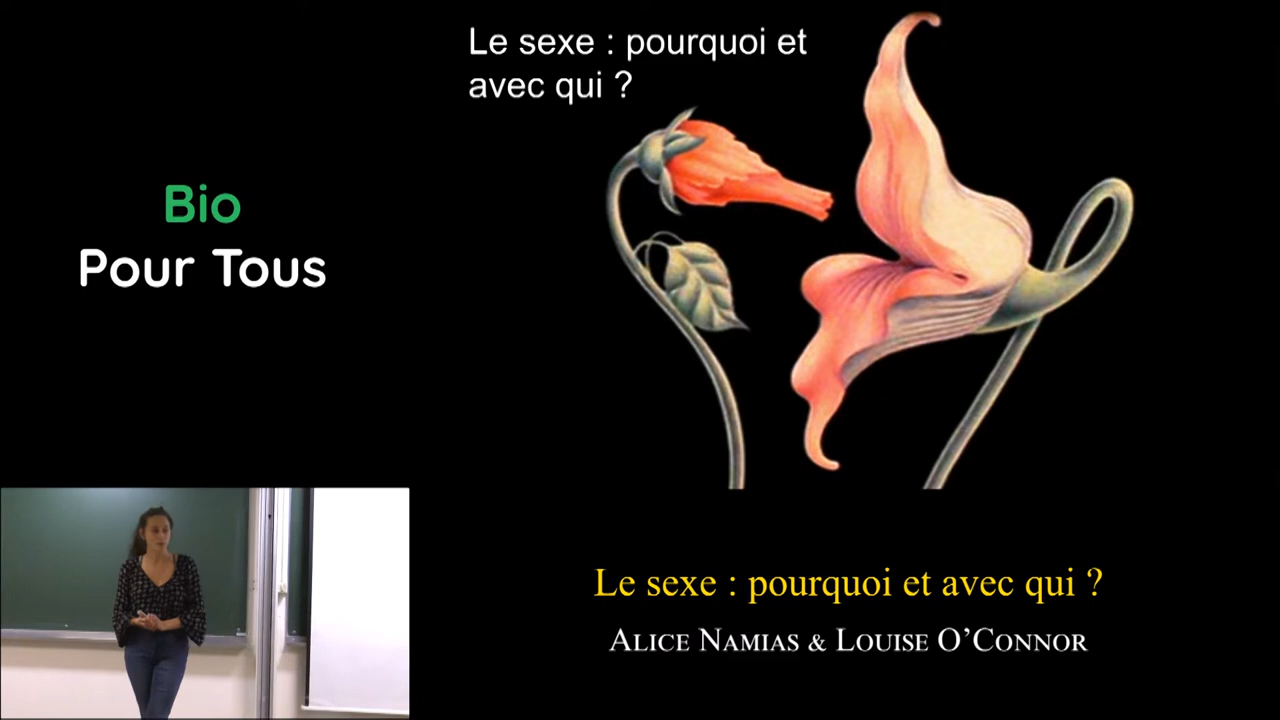 Le sexe : pourquoi et
avec qui ?
Bio
Pour Tous
Le sexe : pourquoi et avec qui ?
ALICE NAMIAS & LOUISE O'CONNOR